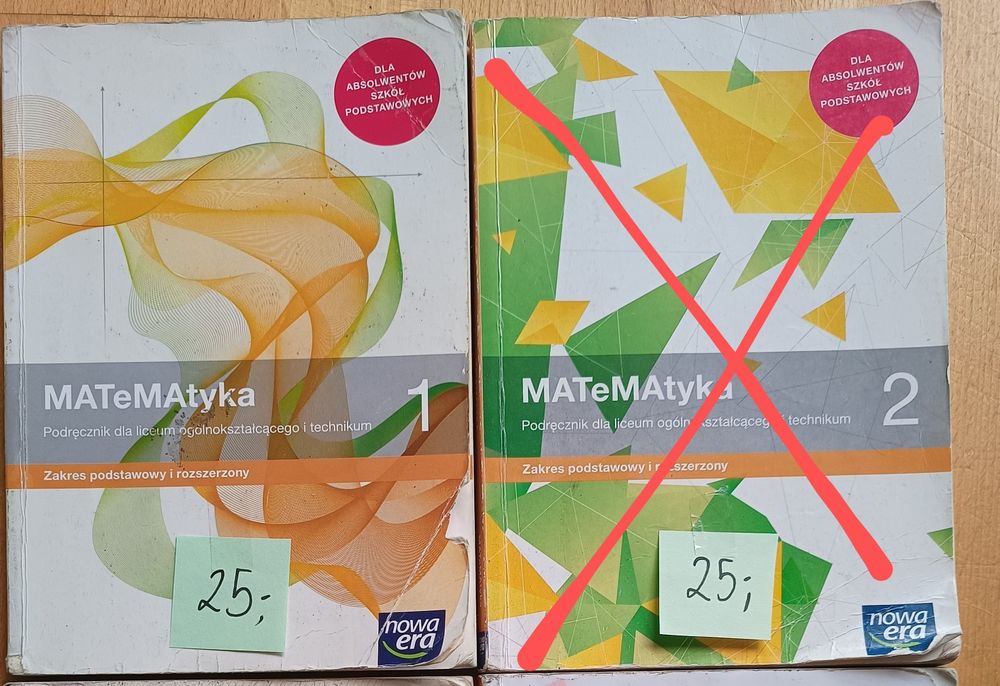 DLA
ABSOLWENTÓW
SZKÓŁ
PODSTAWOWYCH
MATeMAtyka 1
Podręcznik dla liceum ogólnokształcącego i technikum
Zakres podstawowy i rozszerzony
25,-
nowa
era
DLA
ABSOLWENTÓW
SZKÓŁ
PODSTAWOWYCH
MATeMAtyka 2
Podręcznik dla liceum ogólnokształcącego i technikum
Zakres podstawowy i rozszerzony
25,-
nowa
era